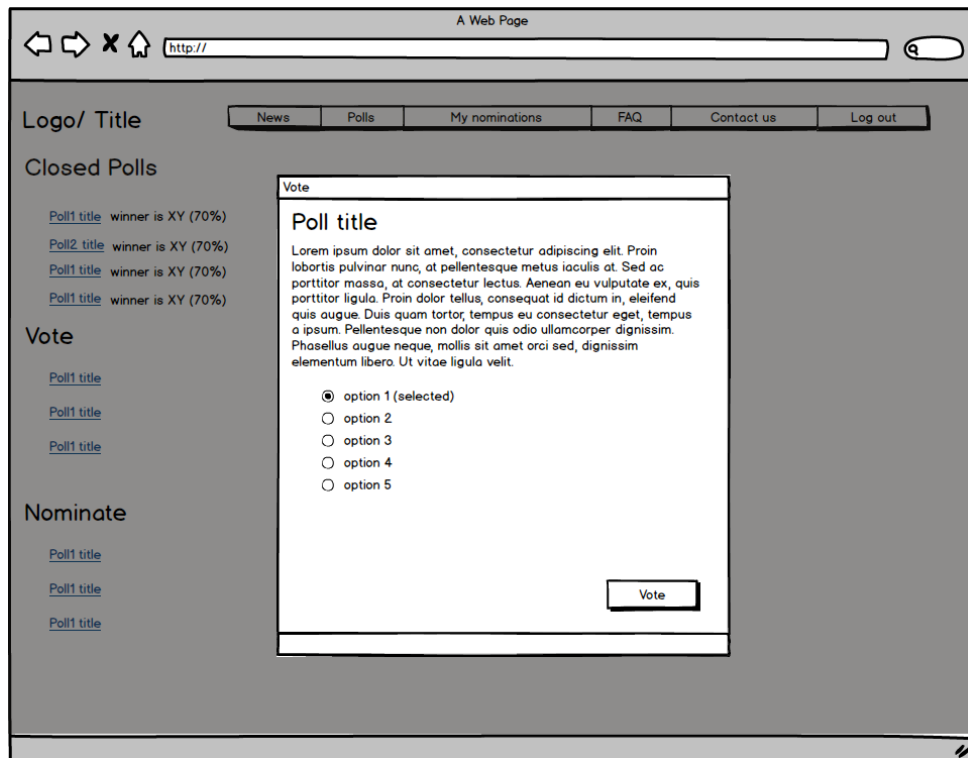 A Web Page
http://
Logo/ Title
News Polls My nominations FAQ Contact us Log out
Closed Polls
Poll1 title winner is XY (70%)
Poll2 title winner is XY (70%)
Poll1 title winner is XY (70%)
Poll1 title winner is XY (70%)
Vote
Poll1 title
Poll1 title
Poll1 title
Nominate
Poll1 title
Poll1 title
Poll1 title
Vote
Poll title
Lorem ipsum dolor sit amet, consectetur adipiscing elit. Proin
lobortis pulvinar nunc, at pellentesque metus iaculis at. Sed ac
porttitor massa, at consectetur lectus. Aenean eu vulputate ex, quis
porttitor ligula. Proin dolor tellus, consequat id dictum in, eleifend
quis augue. Duis quam tortor, tempus eu consectetur eget, tempus
a ipsum. Pellentesque non dolor quis odio ullamcorper dignissim.
Phasellus augue neque, mollis sit amet orci sed, dignissim
elementum libero. Ut vitae ligula velit.
option 1 (selected)
option 2
option 3
option 4
option 5
Vote